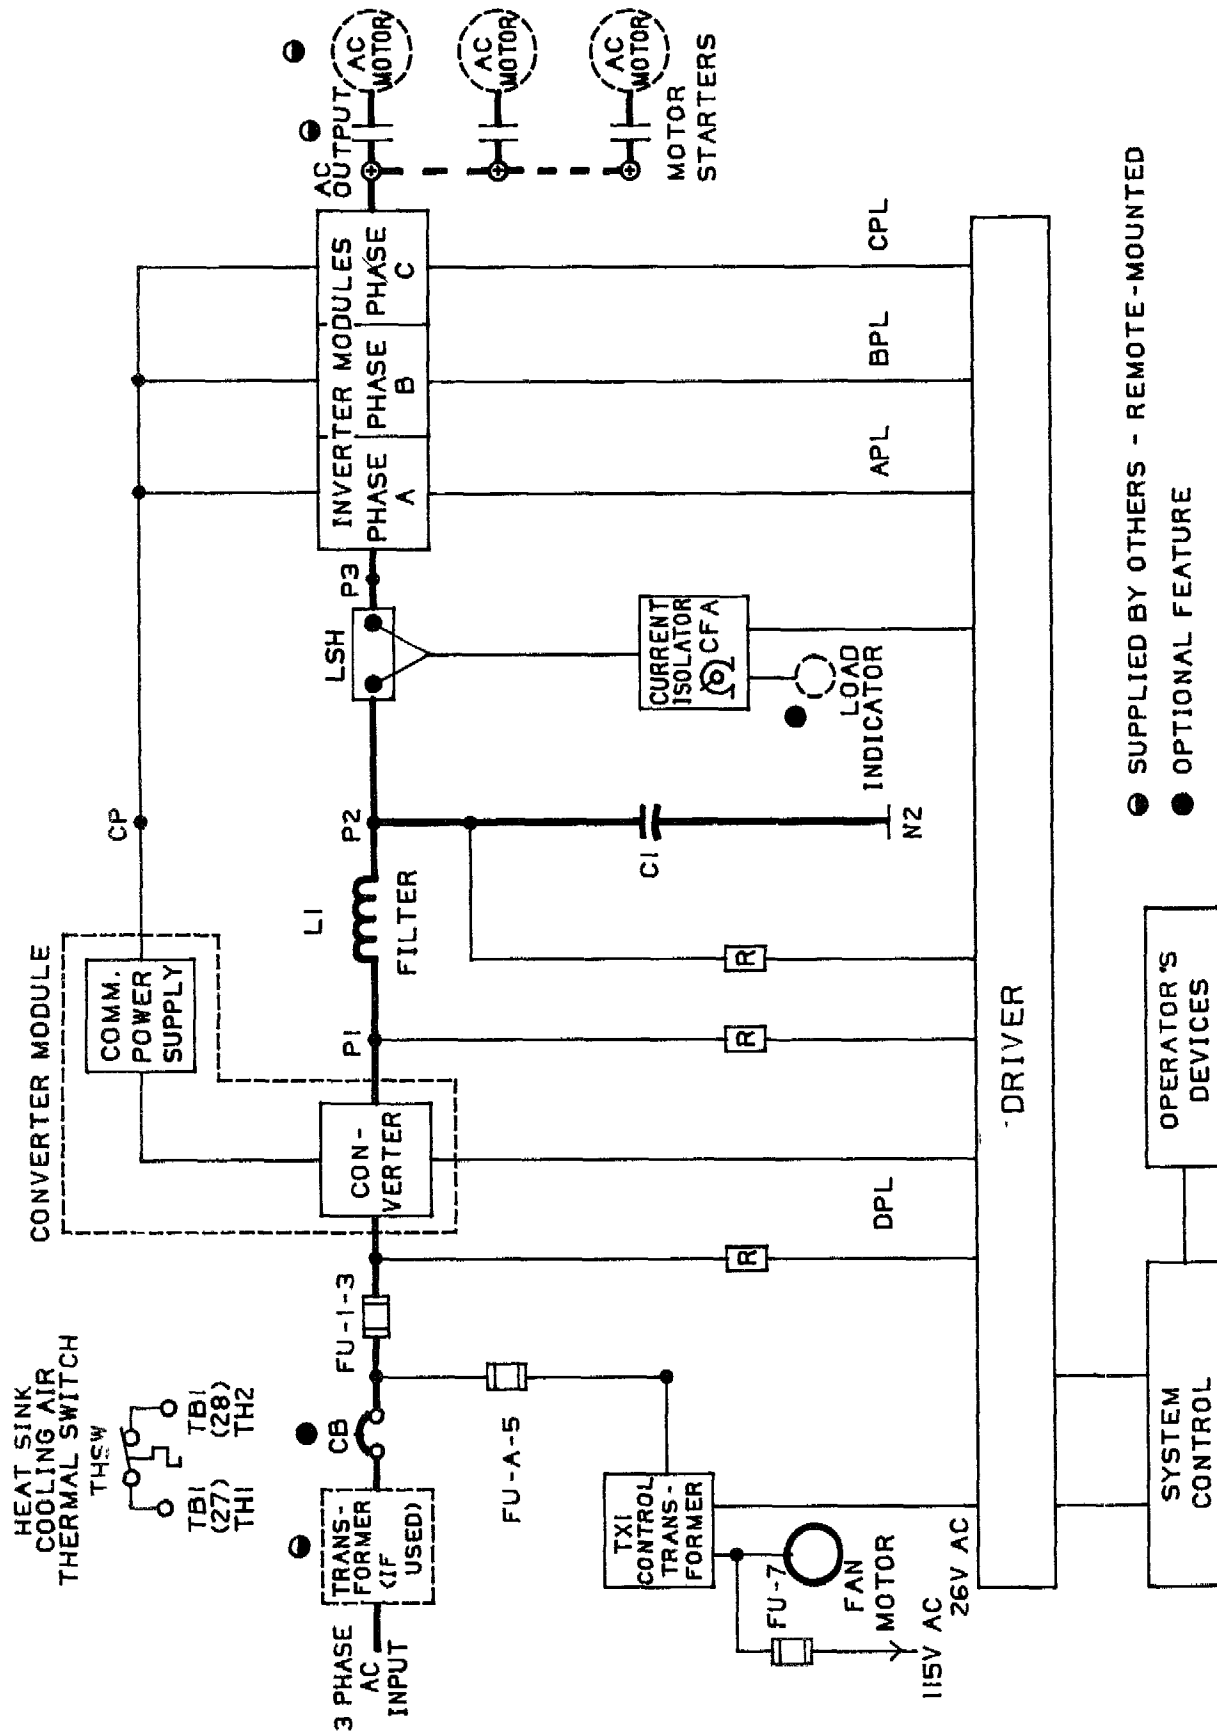 HEAT SINK
COOLING AIR
THERMAL SWITCH
THSW
TB1
(27)
TH1
TB1
(28)
TH2
CONVERTER MODULE
COMM.
POWER
SUPPLY
CP
3 PHASE
AC
INPUT
TRANS-
FORMER
(IF
USED)
CB
FU-1-3
CON-
VERTER
P1
L1
FILTER
P2
LSH
P3
INVERTER MODULES
PHASE
A
PHASE
B
PHASE
C
AC
OUTPUT
AC
MOTOR
AC
MOTOR
AC
MOTOR
MOTOR
STARTERS
FU-A-5
TX1
CONTROL
TRANS-
FORMER
FU-7
FAN
MOTOR
115V AC
26V AC
R
R
R
DPL
C1
N2
CURRENT
ISOLATOR
CFA
LOAD
INDICATOR
APL
BPL
CPL
DRIVER
SYSTEM
CONTROL
OPERATOR'S
DEVICES
SUPPLIED BY OTHERS - REMOTE-MOUNTED
OPTIONAL FEATURE